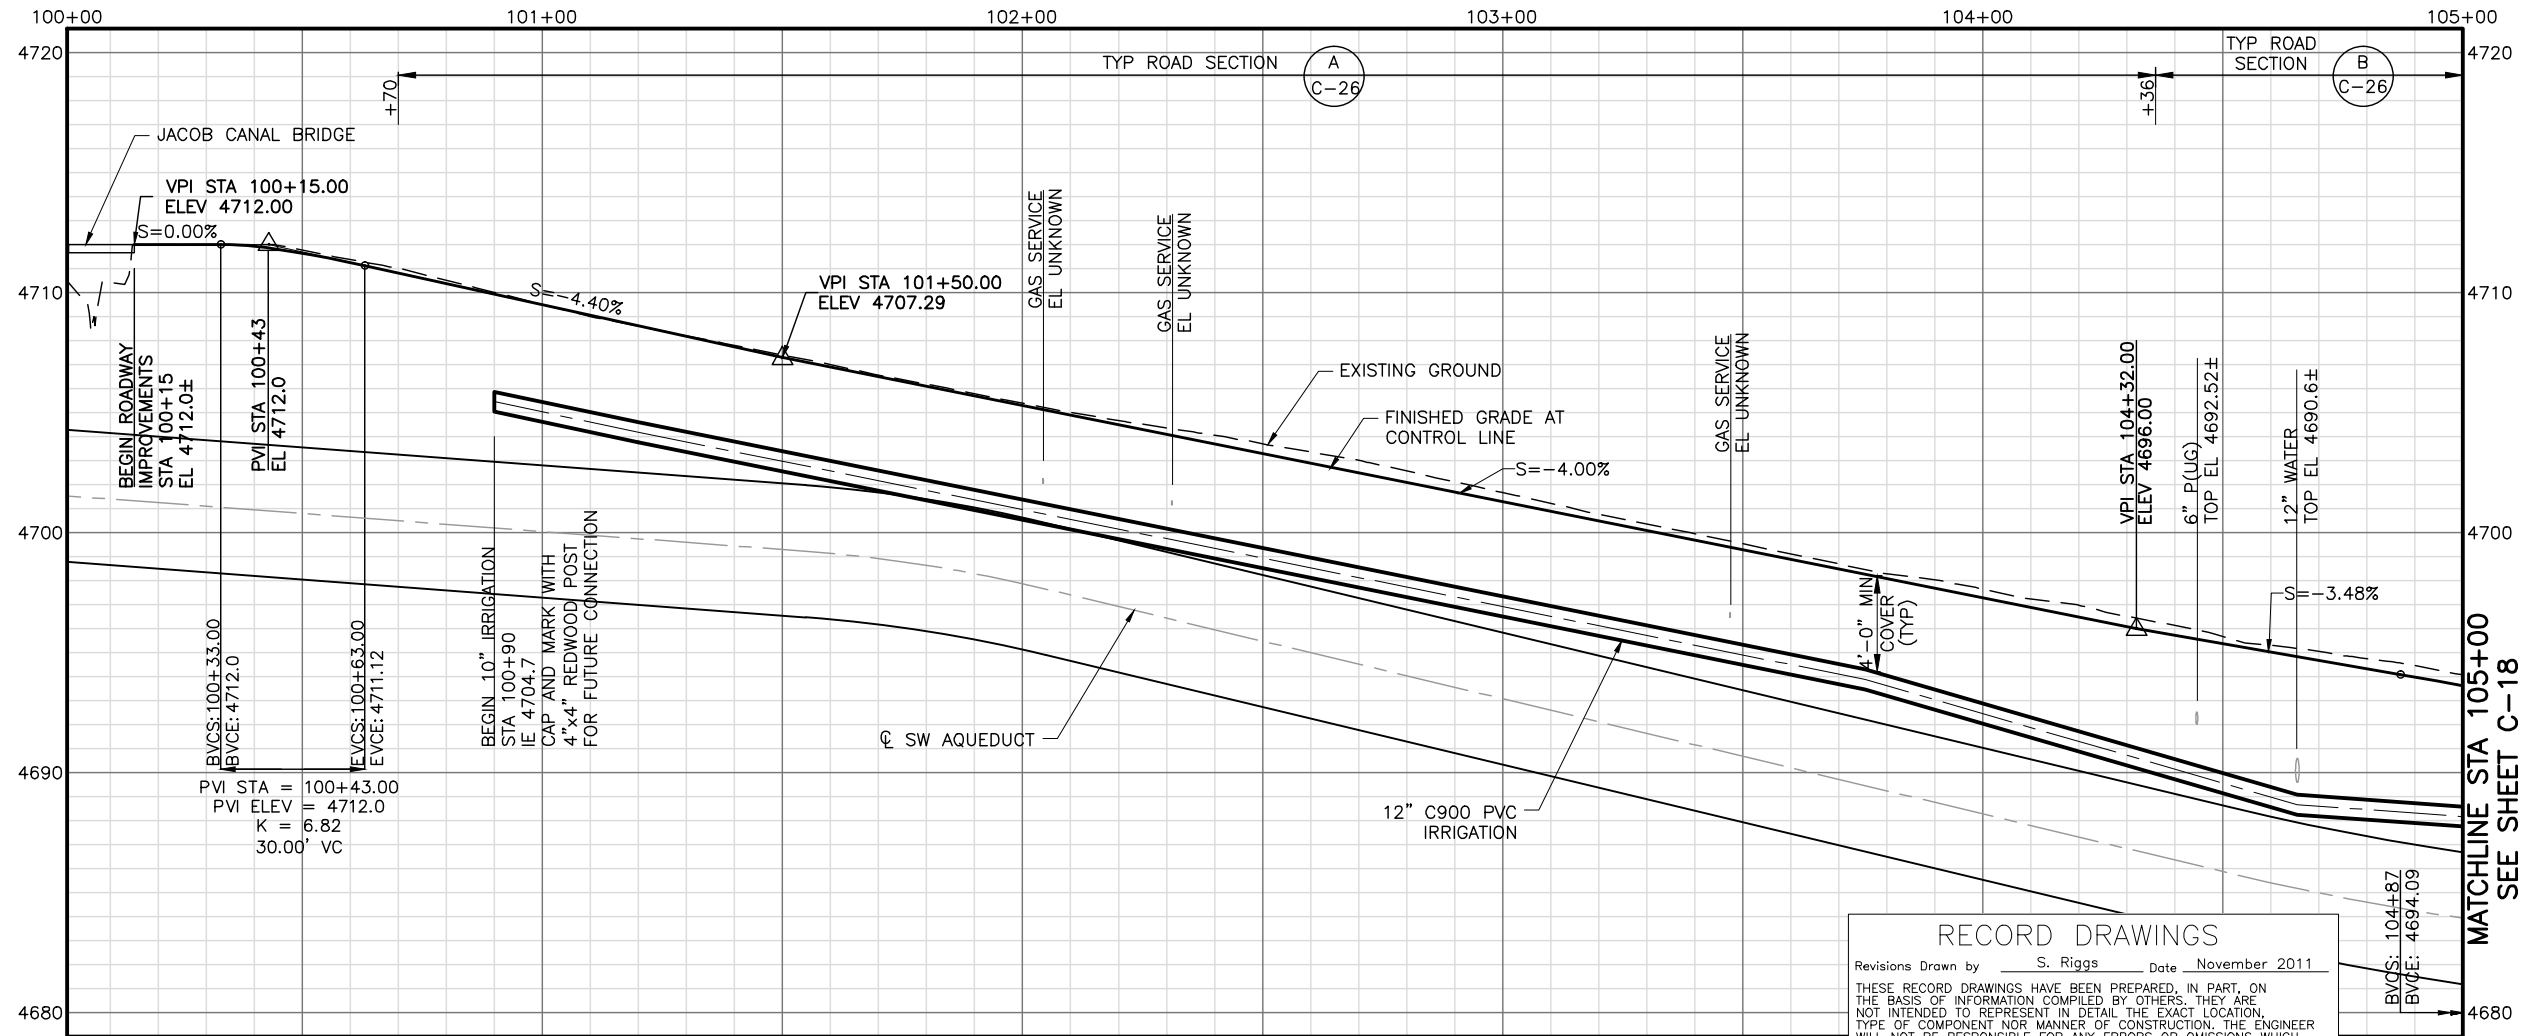 100+00
101+00
102+00
103+00
104+00
105+00
4720
4710
4700
4690
4680
4720
4710
4700
4690
4680
TYP ROAD SECTION
A
C-26
TYP ROAD
SECTION
B
C-26
+70
+36
JACOB CANAL BRIDGE
VPI STA 100+15.00
ELEV 4712.00
S=0.00%
BEGIN ROADWAY
IMPROVEMENTS
STA 100+15
EL 4712.0±
PVI STA 100+43
EL 4712.0
S=-4.40%
VPI STA 101+50.00
ELEV 4707.29
GAS SERVICE
EL UNKNOWN
GAS SERVICE
EL UNKNOWN
EXISTING GROUND
FINISHED GRADE AT
CONTROL LINE
S=-4.00%
GAS SERVICE
EL UNKNOWN
VPI STA 104+32.00
ELEV 4696.00
6" P(UG)
TOP EL 4692.52±
12" WATER
TOP EL 4690.6±
S=-3.48%
4'-0" MIN
COVER
(TYP)
BVCS: 100+33.00
BVCE: 4712.0
EVCS: 100+63.00
EVCE: 4711.12
PVI STA = 100+43.00
PVI ELEV = 4712.0
K = 6.82
30.00' VC
BEGIN 10" IRRIGATION
STA 100+90
IE 4704.7
CAP AND MARK WITH
4"x4" REDWOOD POST
FOR FUTURE CONNECTION
℄ SW AQUEDUCT
12" C900 PVC
IRRIGATION
MATCHLINE STA 105+00
SEE SHEET C-18
BVCS: 104+87
BVCE: 4694.09
RECORD DRAWINGS
Revisions Drawn by S. Riggs Date November 2011
THESE RECORD DRAWINGS HAVE BEEN PREPARED, IN PART, ON
THE BASIS OF INFORMATION COMPILED BY OTHERS. THEY ARE
NOT INTENDED TO REPRESENT IN DETAIL THE EXACT LOCATION,
TYPE OF COMPONENT NOR MANNER OF CONSTRUCTION. THE ENGINEER
WILL NOT BE RESPONSIBLE FOR ANY ERRORS OR OMISSIONS WHICH